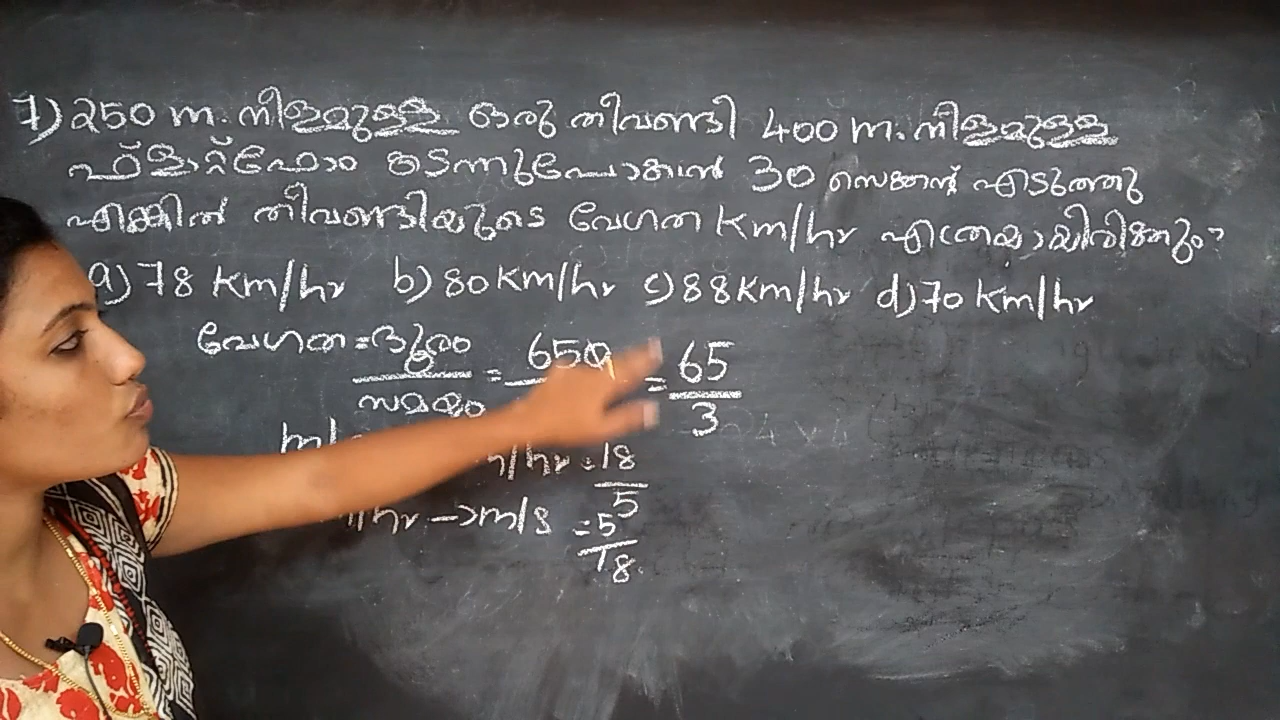 7) 250 m. നീളമുള്ള ഒരു തീവണ്ടി 400 m. നീളമുള്ള
പ്ളാറ്റ്ഫോം കടന്നുപോകാൻ 30 സെക്കന്റ് എടുത്തു
എങ്കിൽ തീവണ്ടിയുടെ വേഗത Km/hr എത്രയായിരിക്കും?
a) 78 Km/hr b) 80 Km/hr c) 88 Km/hr d) 70 Km/hr
വേഗത = ദൂരം / സമയം = 650 = 65 / 3
= 18 / 5
/hr → m/s = 5 / 18